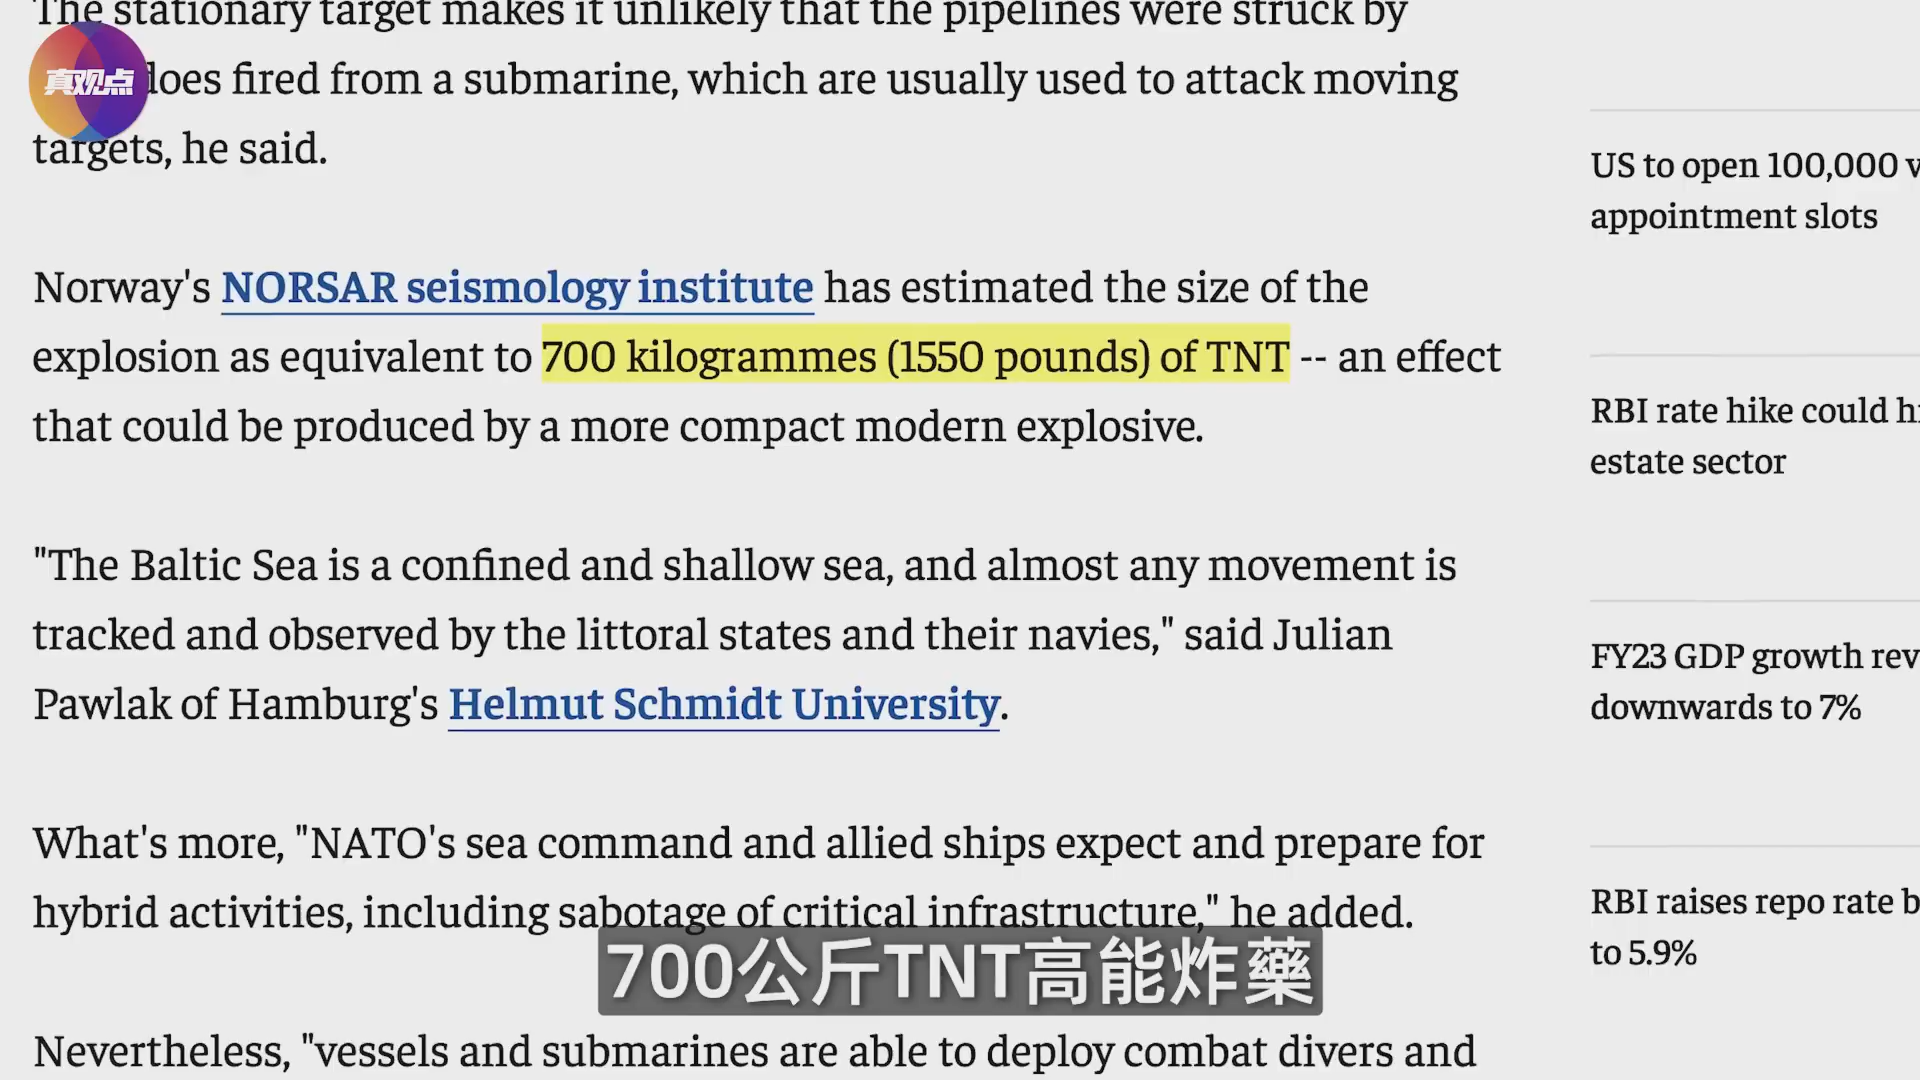 The stationary target makes it unlikely that the pipelines were struck by
真观点
does fired from a submarine, which are usually used to attack moving
targets, he said.
Norway's NORSAR seismology institute has estimated the size of the
explosion as equivalent to 700 kilogrammes (1550 pounds) of TNT -- an effect
that could be produced by a more compact modern explosive.
"The Baltic Sea is a confined and shallow sea, and almost any movement is
tracked and observed by the littoral states and their navies," said Julian
Pawlak of Hamburg's Helmut Schmidt University.
What's more, "NATO's sea command and allied ships expect and prepare for
hybrid activities, including sabotage of critical infrastructure," he added.
Nevertheless, "vessels and submarines are able to deploy combat divers and
US to open 100,000
appointment slots
RBI rate hike could
estate sector
FY23 GDP growth
downwards to 7%
RBI raises repo rate
to 5.9%
700公斤TNT高能炸藥